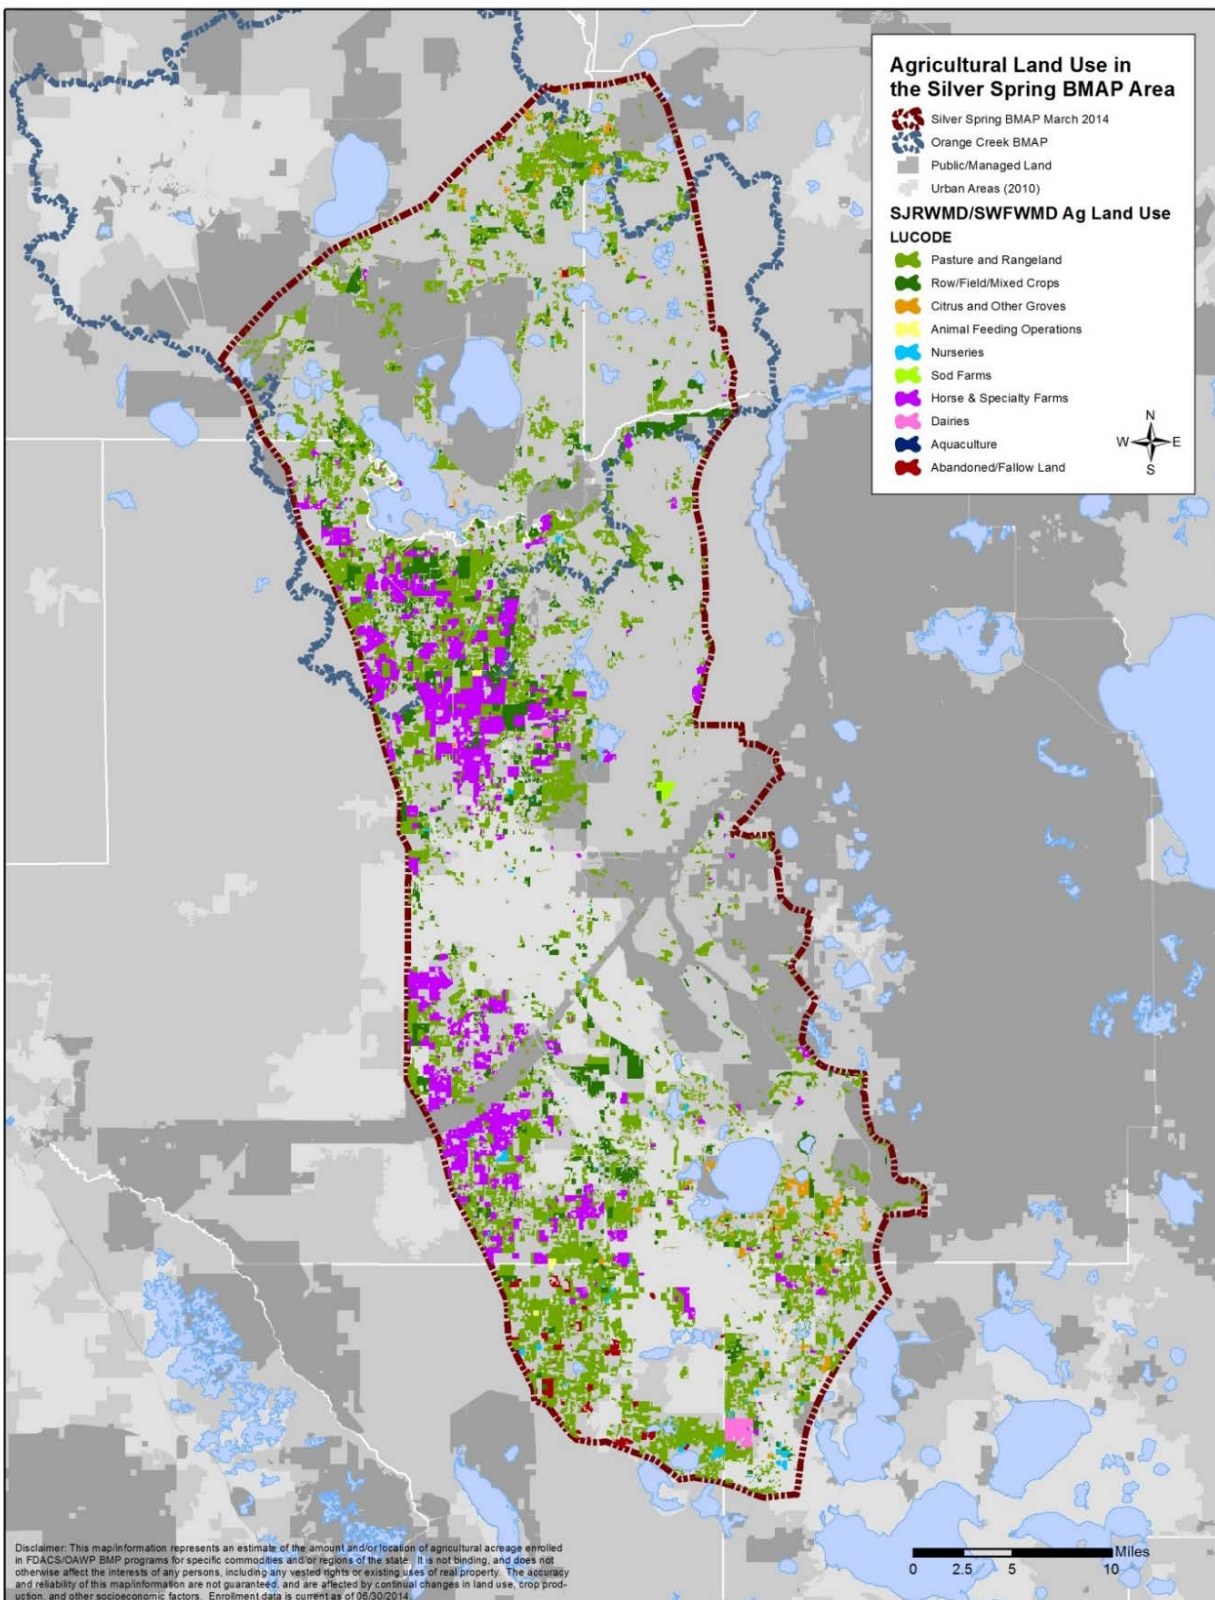 Agricultural Land Use in
the Silver Spring BMAP Area
Silver Spring BMAP March 2014
Orange Creek BMAP
Public/Managed Land
Urban Areas (2010)
SJRWMD/SWFWMD Ag Land Use
LUCODE
Pasture and Rangeland
Row/Field/Mixed Crops
Citrus and Other Groves
Animal Feeding Operations
Nurseries
Sod Farms
Horse & Specialty Farms
Dairies
Aquaculture
Abandoned/Fallow Land
N
W E
S
Disclaimer: This map/information represents an estimate of the amount and/or location of agricultural acreage enrolled
in FDACS/OAWP BMP programs for specific commodities and/or regions of the state. It is not binding, and does not
otherwise affect the interests of any persons, including any vested rights or existing uses of real property. The accuracy
and reliability of this map/information are not guaranteed, and are affected by continual changes in land use, crop prod-
uction, and other socioeconomic factors. Enrollment data is current as of 06/30/2014.
Miles
0 2.5 5 10